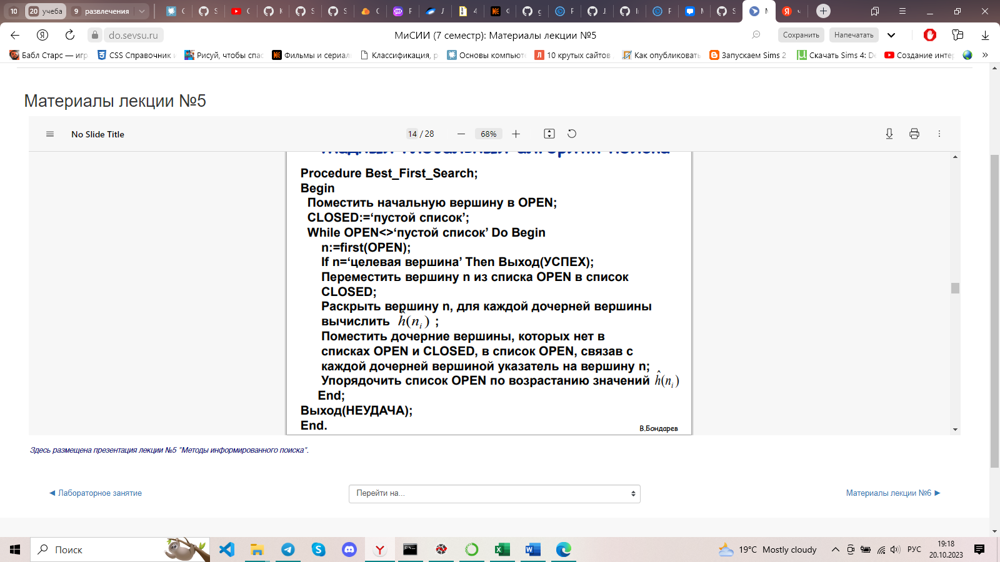 10
20 учеба
9 развлечения
do.sevsu.ru
МиСИИ (7 семестр): Материалы лекции №5
Сохранить
Напечатать
Бабл Старс — игр
CSS Справочник
Рисуй, чтобы спас
Фильмы и сериал
Классификация, р
Основы компьюте
10 крутых сайтов
Как опубликовать
Запускаем Sims 2
Скачать Sims 4: De
Создание интер
Материалы лекции №5
No Slide Title
14 / 28
68%
Procedure Best_First_Search;
Begin
Поместить начальную вершину в OPEN;
CLOSED:=‘пустой список’;
While OPEN<>‘пустой список’ Do Begin
n:=first(OPEN);
If n=‘целевая вершина’ Then Выход(УСПЕХ);
Переместить вершину n из списка OPEN в список
CLOSED;
Раскрыть вершину n, для каждой дочерней вершины
вычислить ĥ(nᵢ) ;
Поместить дочерние вершины, которых нет в
списках OPEN и CLOSED, в список OPEN, связав с
каждой дочерней вершиной указатель на вершину n;
Упорядочить список OPEN по возрастанию значений ĥ(nᵢ)
End;
Выход(НЕУДАЧА);
End.
В.Бондарев
Здесь размещена презентация лекции №5 "Методы информированного поиска".
◄ Лабораторное занятие
Перейти на...
Материалы лекции №6 ►
Поиск
19°C Mostly cloudy
РУС
19:18
20.10.2023